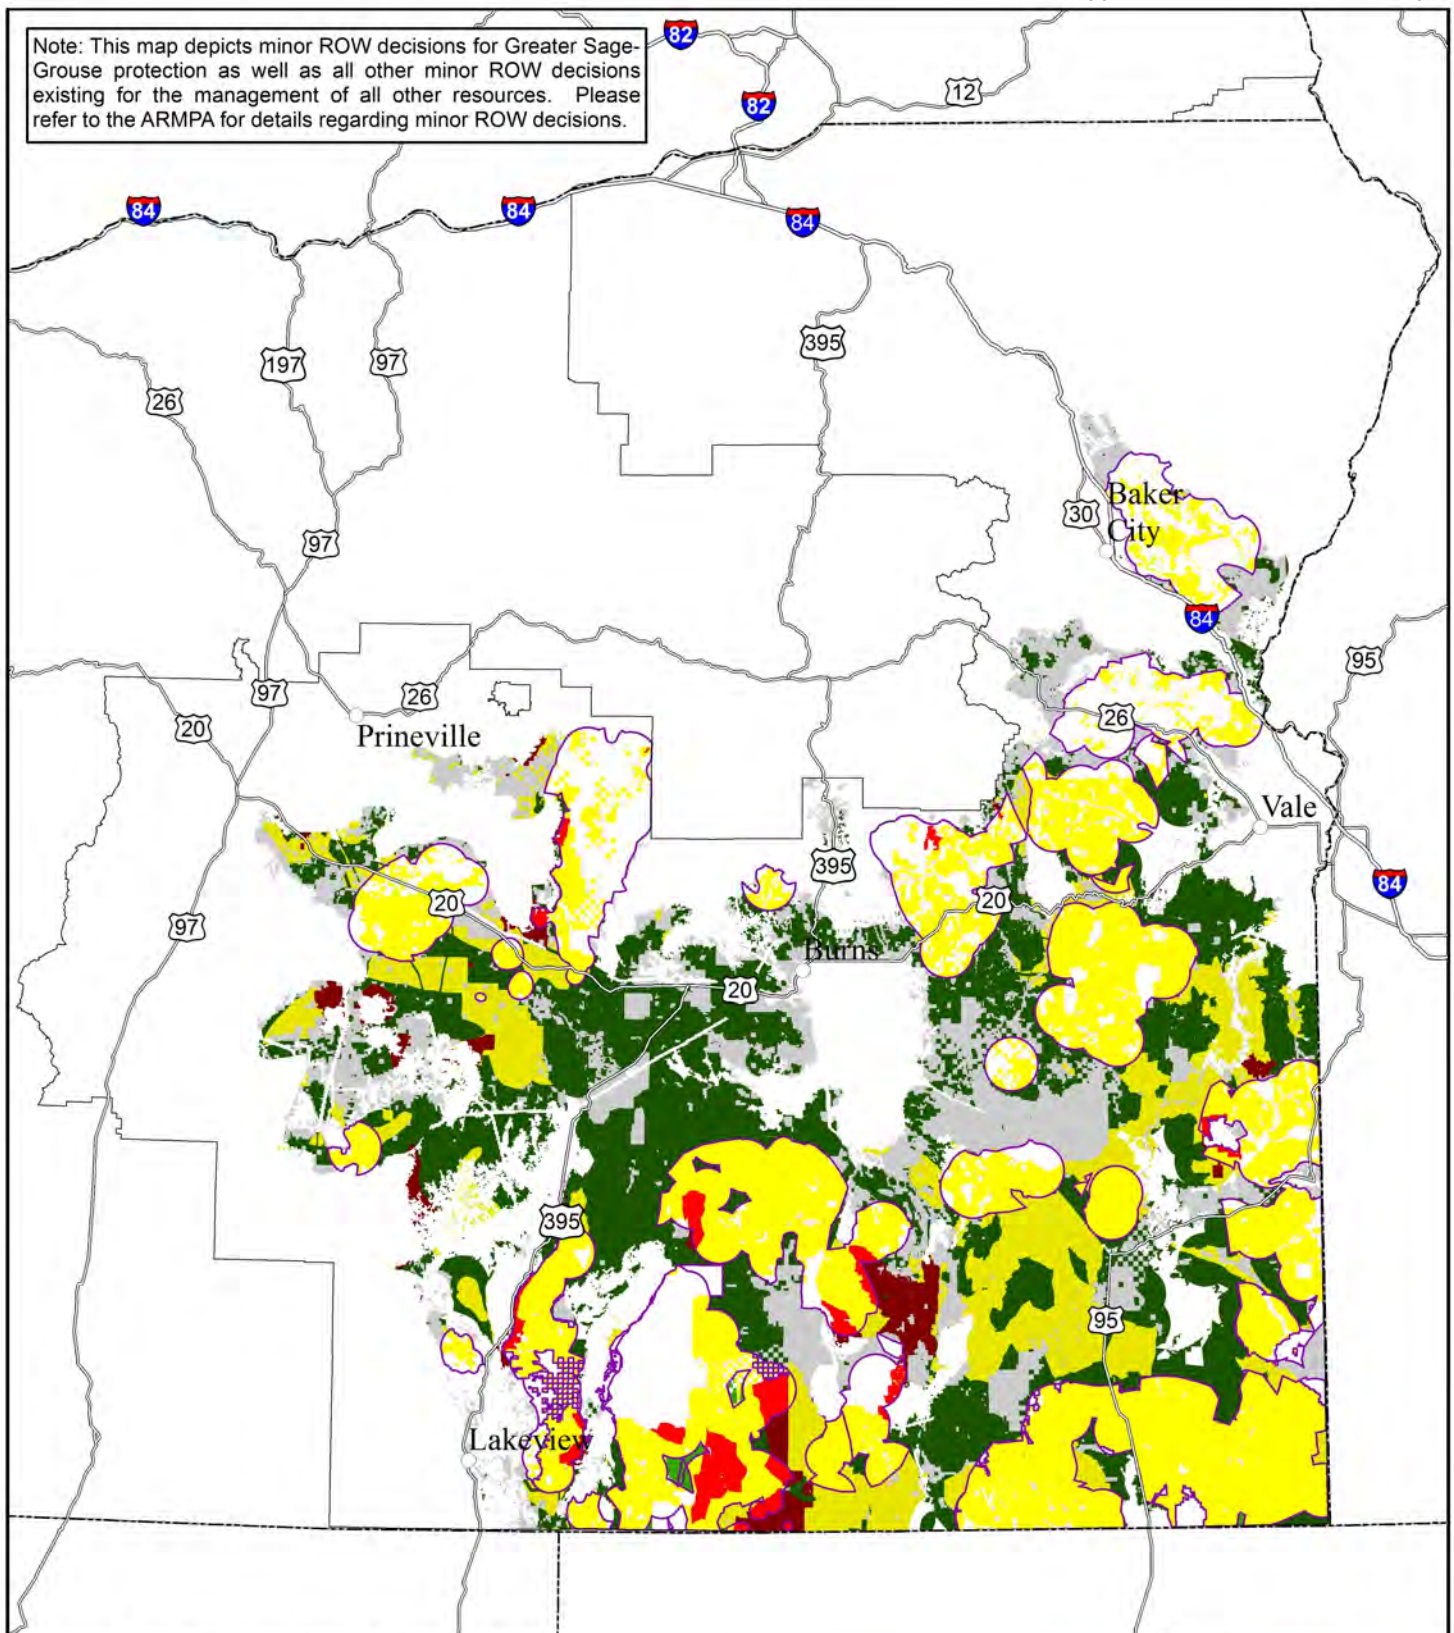 Note: This map depicts minor ROW decisions for Greater Sage-
Grouse protection as well as all other minor ROW decisions
existing for the management of all other resources. Please
refer to the ARMPA for details regarding minor ROW decisions.
82
12
82
84
84
84
395
197
97
26
Baker
City
30
97
84
95
97
26
20
26
Prineville
Vale
395
84
20
20
97
Burns
20
395
95
Lakeview